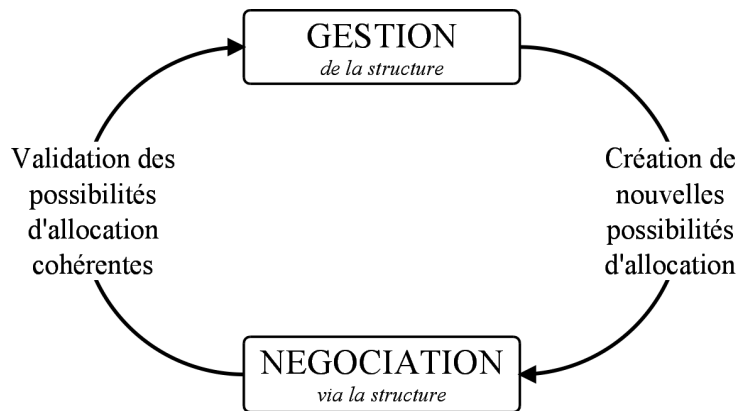 GESTION
de la structure
Validation des
possibilités
d'allocation
cohérentes
Création de
nouvelles
possibilités
d'allocation
NEGOCIATION
via la structure